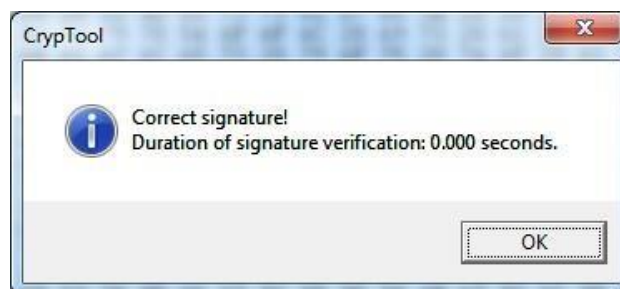 CrypTool
Correct signature!
Duration of signature verification: 0.000 seconds.
OK